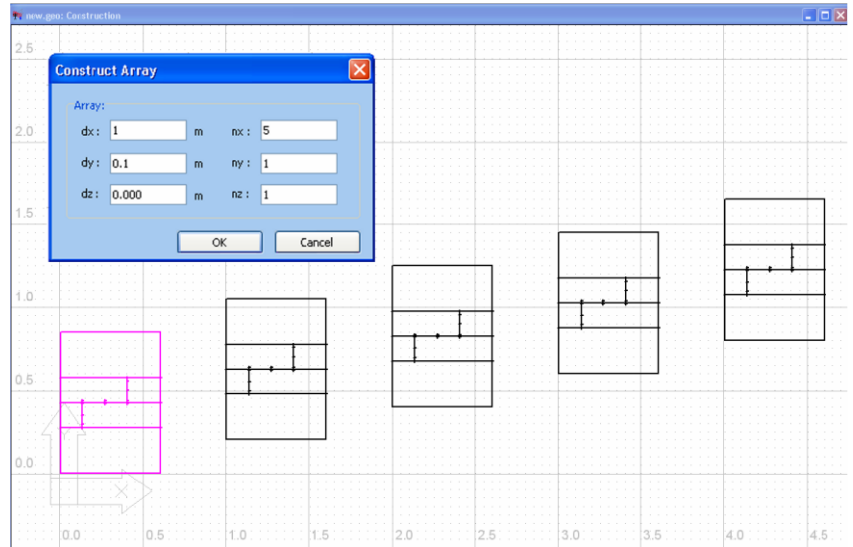 new.geo: Construction
2.5
Construct Array
Array:
dx: 1 m nx: 5
2.0
dy: 0.1 m ny: 1
dz: 0.000 m nz: 1
1.5
OK Cancel
1.0
0.5
0.0
X
0.0 0.5 1.0 1.5 2.0 2.5 3.0 3.5 4.0 4.5